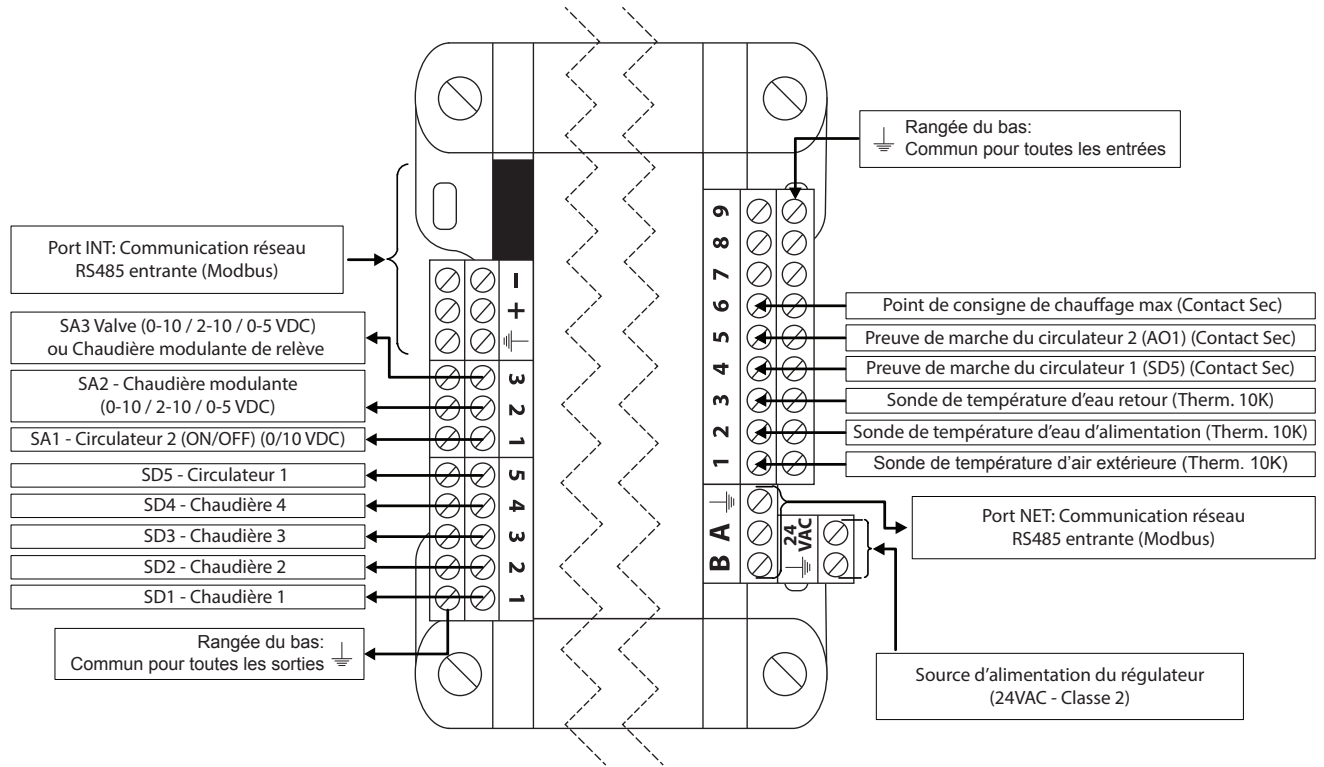 Rangée du bas:
Commun pour toutes les entrées
Port INT: Communication réseau
RS485 entrante (Modbus)
SA3 Valve (0-10 / 2-10 / 0-5 VDC)
ou Chaudière modulante de relève
SA2 - Chaudière modulante
(0-10 / 2-10 / 0-5 VDC)
SA1 - Circulateur 2 (ON/OFF) (0/10 VDC)
SD5 - Circulateur 1
SD4 - Chaudière 4
SD3 - Chaudière 3
SD2 - Chaudière 2
SD1 - Chaudière 1
Rangée du bas:
Commun pour toutes les sorties
-
+
3
2
1
5
4
3
2
1
9
8
7
6
5
4
3
2
1
A
B
24
VAC
Point de consigne de chauffage max (Contact Sec)
Preuve de marche du circulateur 2 (AO1) (Contact Sec)
Preuve de marche du circulateur 1 (SD5) (Contact Sec)
Sonde de température d'eau retour (Therm. 10K)
Sonde de température d'eau d'alimentation (Therm. 10K)
Sonde de température d'air extérieure (Therm. 10K)
Port NET: Communication réseau
RS485 entrante (Modbus)
Source d'alimentation du régulateur
(24VAC - Classe 2)